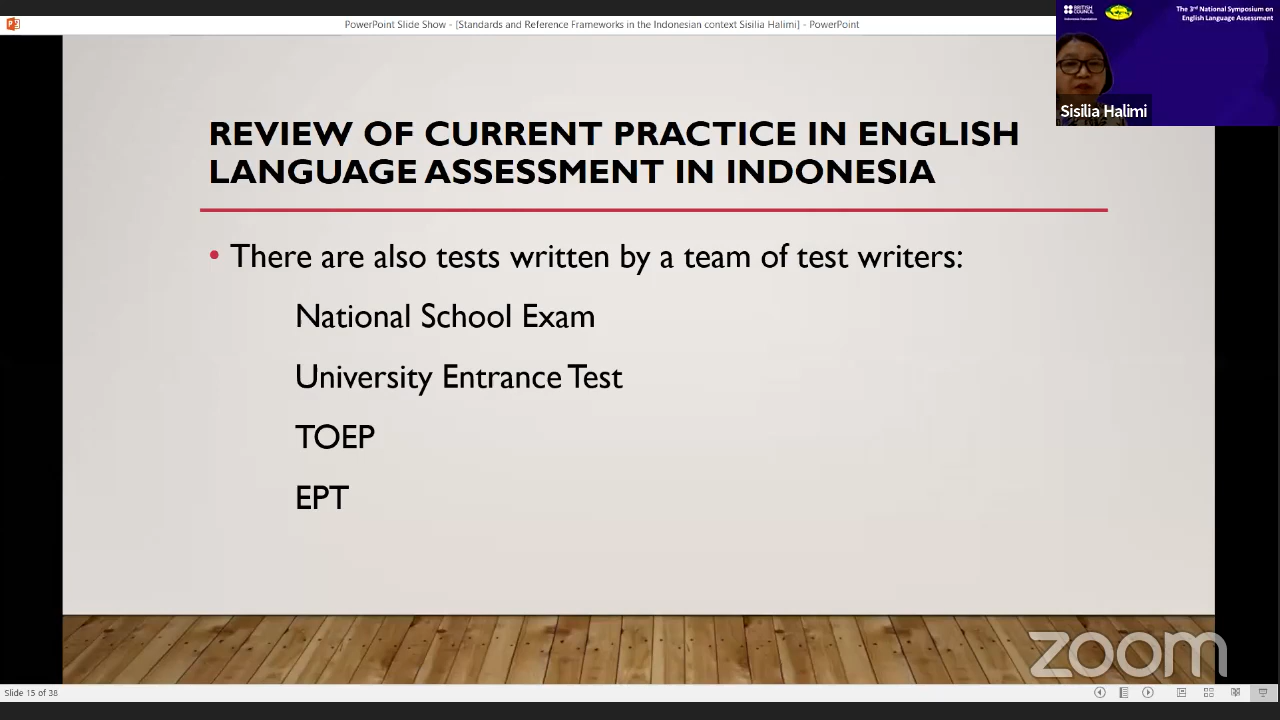 PowerPoint Slide Show - [Standards and Reference Frameworks in the Indonesian context Sisilia Halimi] - PowerPoint
BRITISH
COUNCIL
The 3rd National Symposium on
English Language Assessment
Sisilia Halimi
REVIEW OF CURRENT PRACTICE IN ENGLISH
LANGUAGE ASSESSMENT IN INDONESIA
• There are also tests written by a team of test writers:
National School Exam
University Entrance Test
TOEP
EPT
zoom
Slide 15 of 38